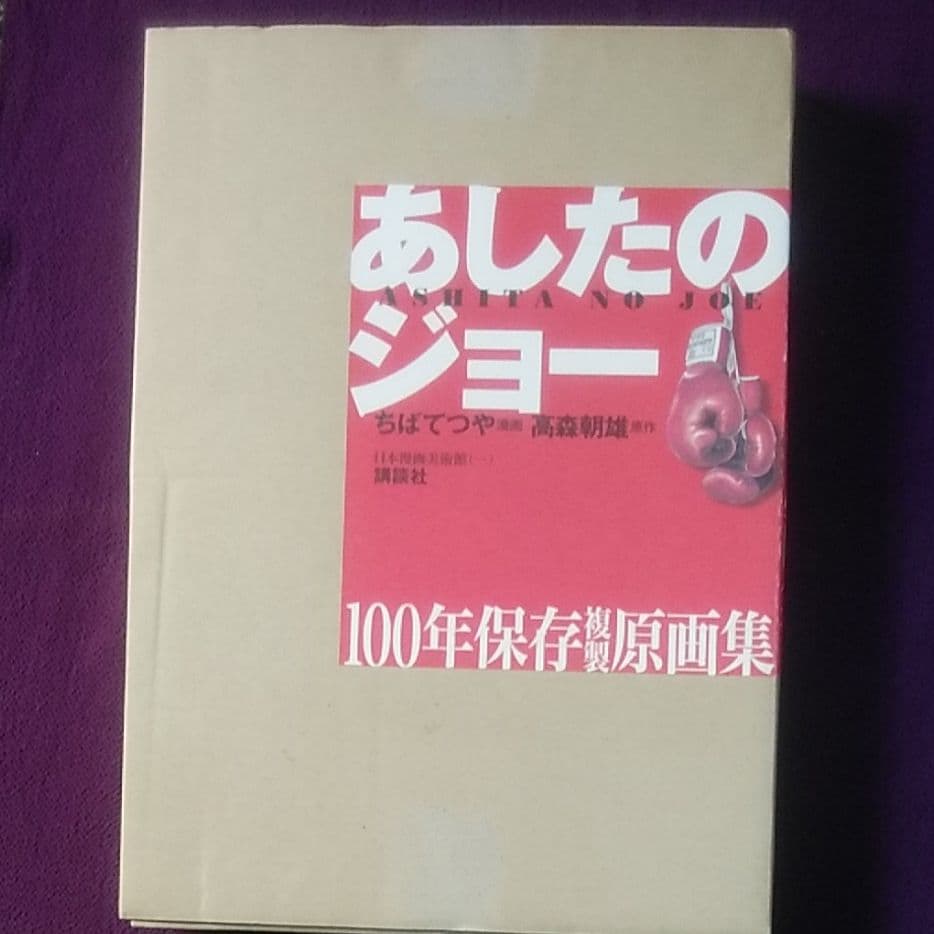 あしたの
ASHITA NO JOE
ジョー
ちばてつや漫画 高森朝雄原作
日本漫画美術館(一)
講談社
100年保存複製原画集